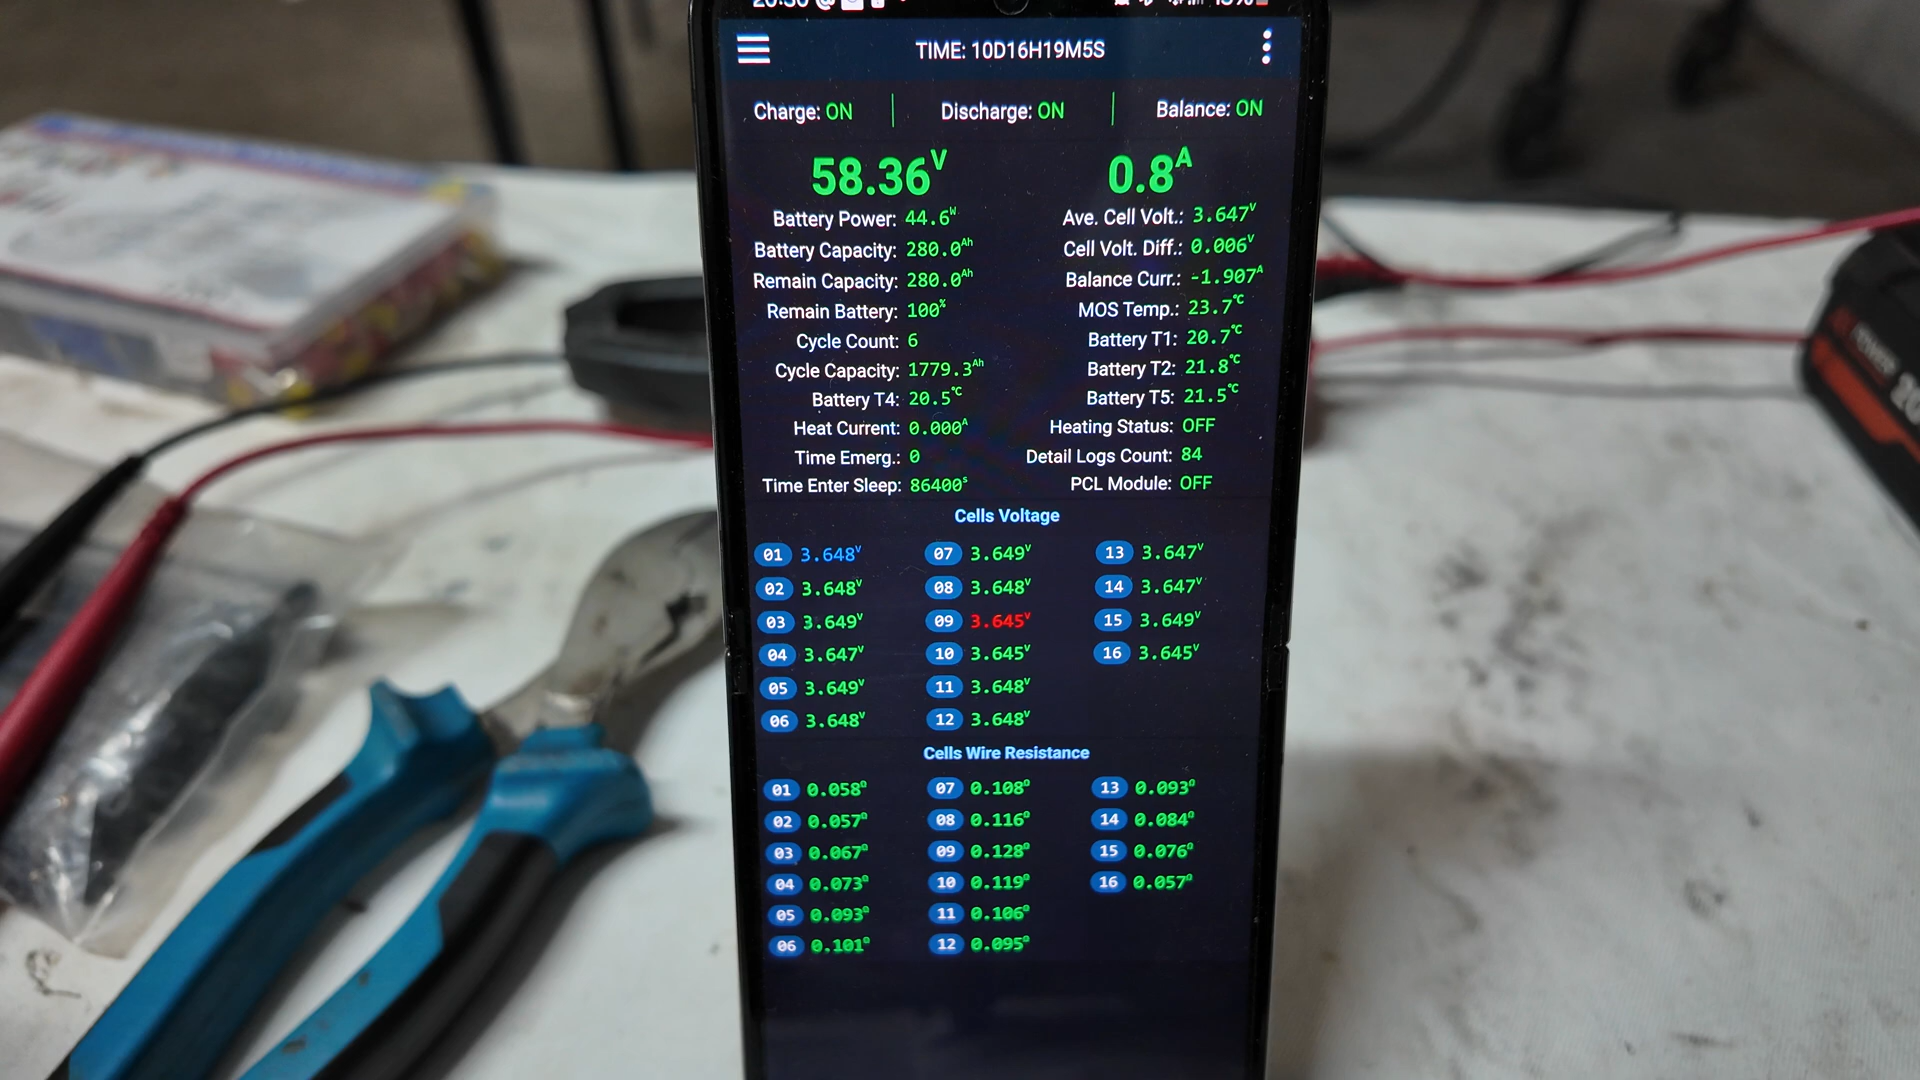 20:30
TIME: 10D16H19M5S
Charge: ON Discharge: ON Balance: ON
58.36V 0.8A
Battery Power: 44.6W Ave. Cell Volt.: 3.647V
Battery Capacity: 280.0Ah Cell Volt. Diff.: 0.006V
Remain Capacity: 280.0Ah Balance Curr.: -1.907A
Remain Battery: 100% MOS Temp.: 23.7°C
Cycle Count: 6 Battery T1: 20.7°C
Cycle Capacity: 1779.3Ah Battery T2: 21.8°C
Battery T4: 20.5°C Battery T5: 21.5°C
Heat Current: 0.000A Heating Status: OFF
Time Emerg.: 0 Detail Logs Count: 84
Time Enter Sleep: 86400s PCL Module: OFF
Cells Voltage
01 3.648V 07 3.649V 13 3.647V
02 3.648V 08 3.648V 14 3.647V
03 3.649V 09 3.645V 15 3.649V
04 3.647V 10 3.645V 16 3.645V
05 3.649V 11 3.648V
06 3.648V 12 3.648V
Cells Wire Resistance
01 0.058Ω 07 0.108Ω 13 0.093Ω
02 0.057Ω 08 0.116Ω 14 0.084Ω
03 0.067Ω 09 0.128Ω 15 0.076Ω
04 0.073Ω 10 0.119Ω 16 0.057Ω
05 0.093Ω 11 0.106Ω
06 0.101Ω 12 0.095Ω